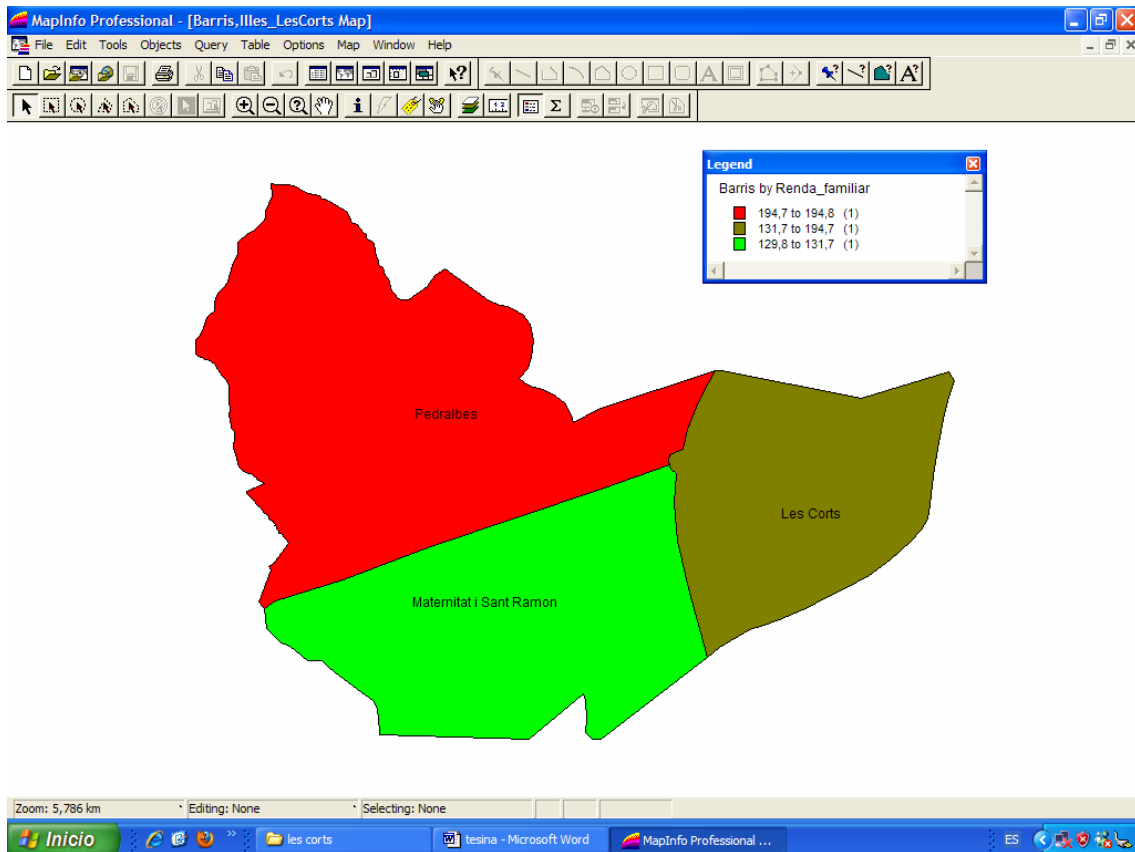 MapInfo Professional - [Barris,Illes_LesCorts Map]
File Edit Tools Objects Query Table Options Map Window Help
Legend
Barris by Renda_familiar
194,7 to 194,8 (1)
131,7 to 194,7 (1)
129,8 to 131,7 (1)
Pedralbes
Les Corts
Maternitat i Sant Ramon
Zoom: 5,786 km Editing: None Selecting: None
Inicio » les corts tesina - Microsoft Word MapInfo Professional ... ES